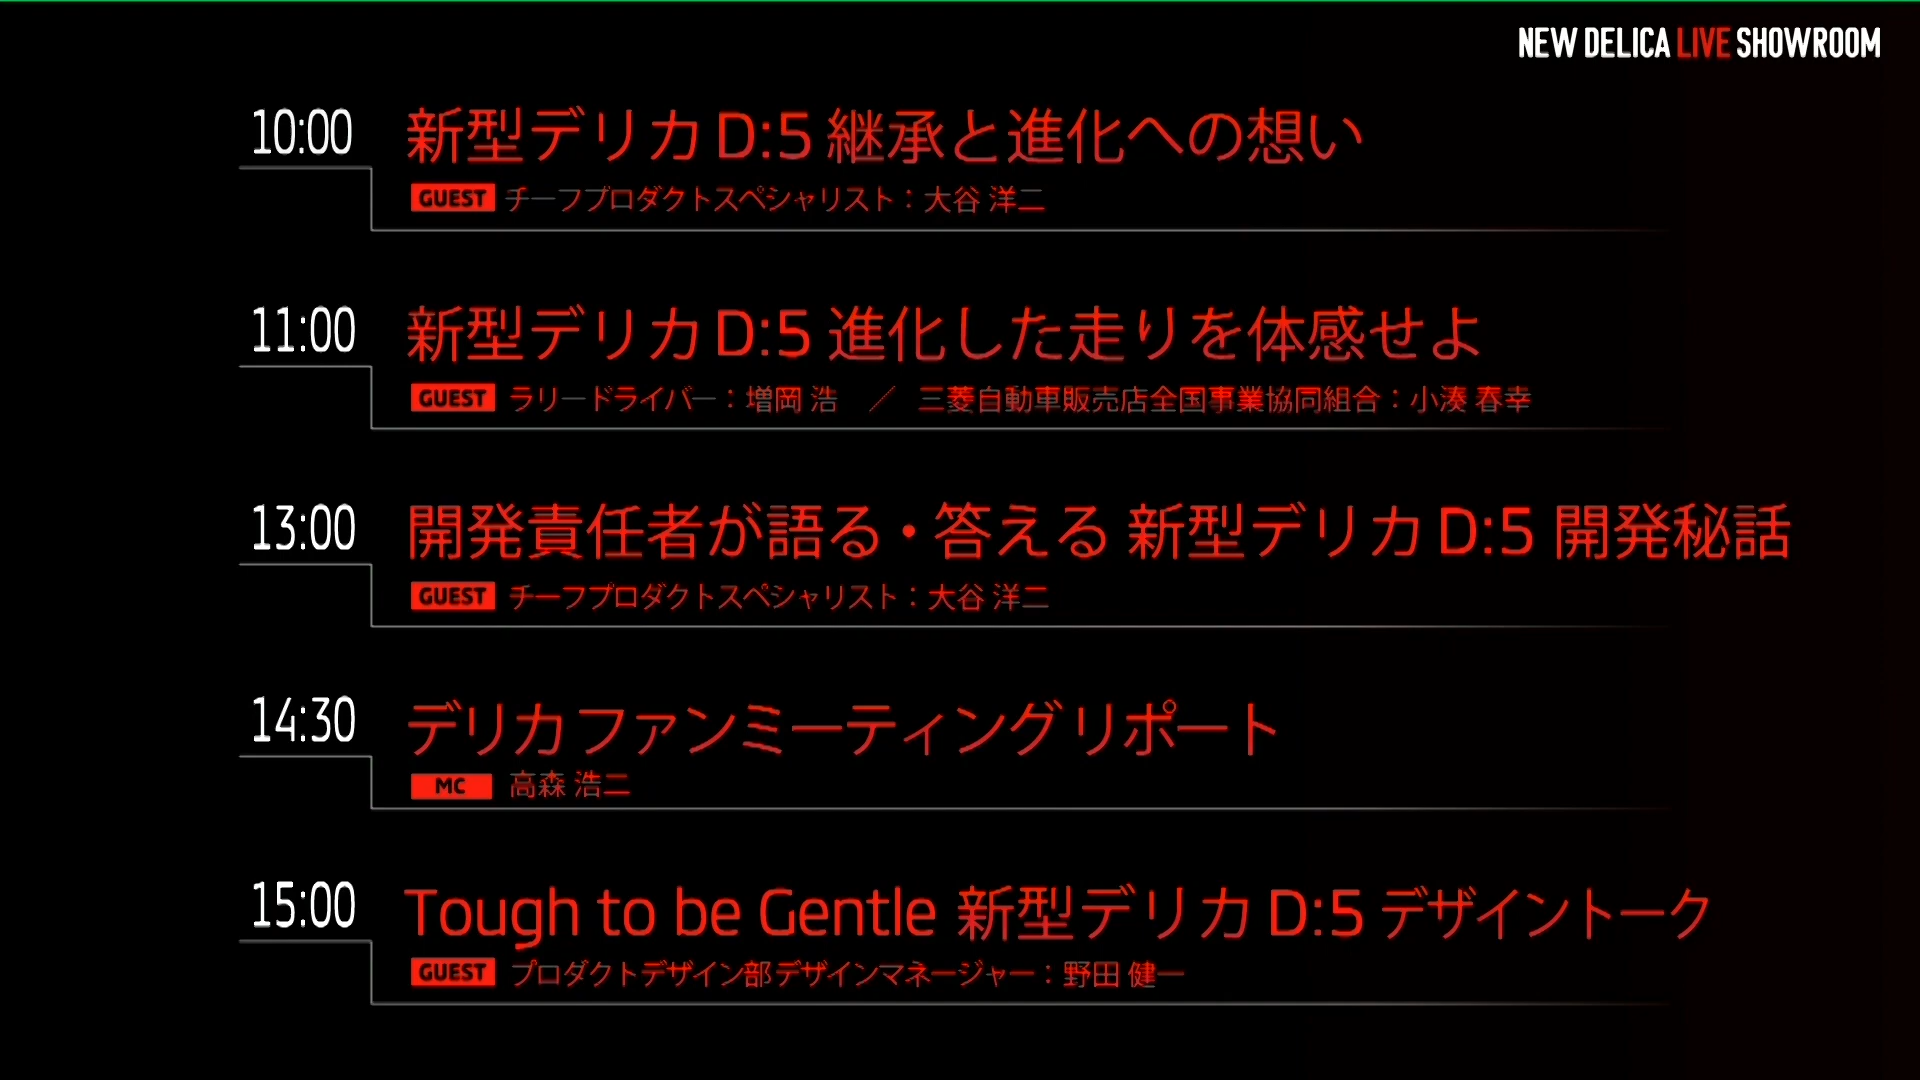 NEW DELICA LIVE SHOWROOM
10:00 新型デリカ D:5 継承と進化への想い
GUEST チーフプロダクトスペシャリスト：大谷 洋二
11:00 新型デリカ D:5 進化した走りを体感せよ
GUEST ラリードライバー：増岡 浩　／　三菱自動車販売店全国事業協同組合：小湊 春幸
13:00 開発責任者が語る・答える 新型デリカ D:5 開発秘話
GUEST チーフプロダクトスペシャリスト：大谷 洋二
14:30 デリカファンミーティングリポート
MC 高森 浩二
15:00 Tough to be Gentle 新型デリカ D:5 デザイントーク
GUEST プロダクトデザイン部デザインマネージャー：野田 健一